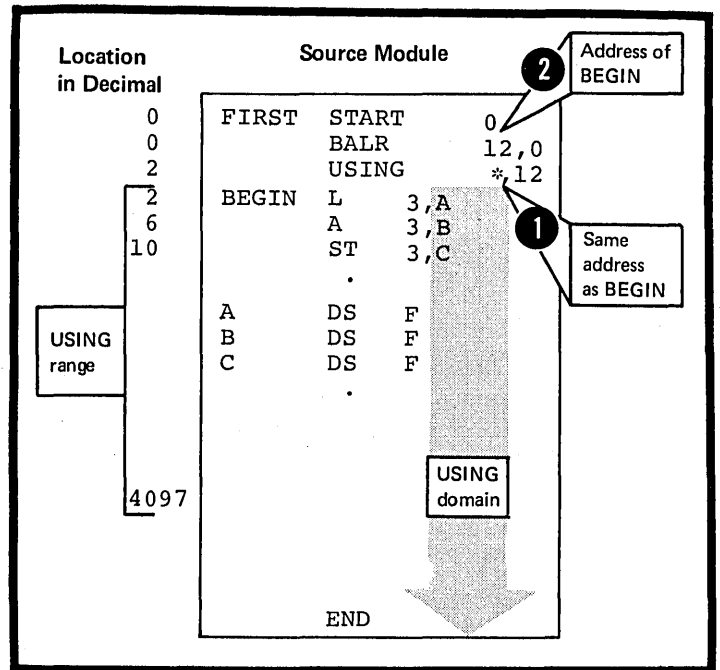 Location
in Decimal
Source Module
2
Address of
BEGIN
0 FIRST START 0
0 BALR 12,0
2 USING *,12
2 BEGIN L 3,A
6 A 3,B
10 ST 3,C
.
1
Same
address
as BEGIN
A DS F
B DS F
C DS F
.
USING
range
USING
domain
4097
END